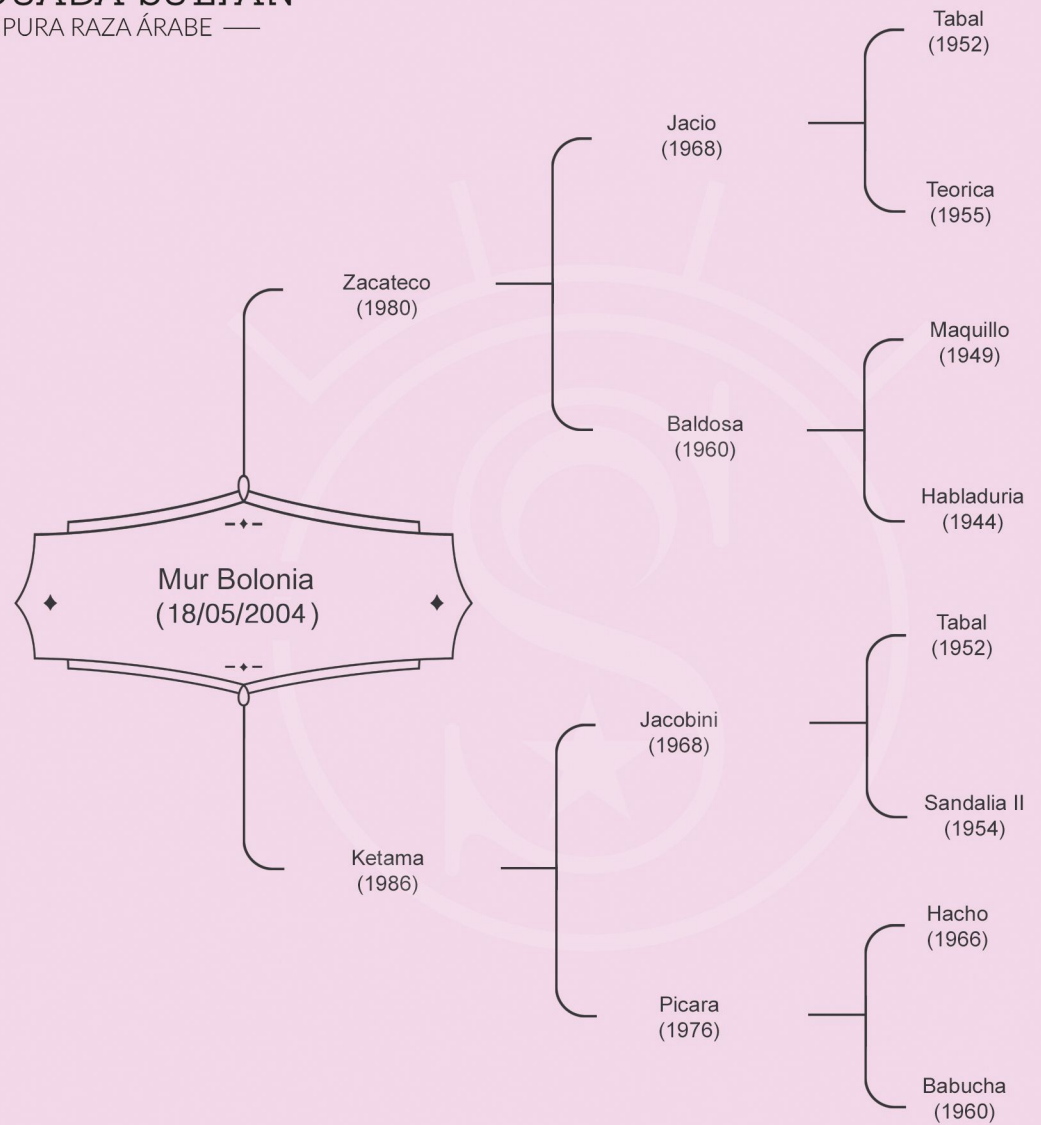 PURA RAZA ÁRABE
Tabal
(1952)
Jacio
(1968)
Teorica
(1955)
Zacateco
(1980)
Maquillo
(1949)
Baldosa
(1960)
Habladuria
(1944)
Mur Bolonia
(18/05/2004)
Tabal
(1952)
Jacobini
(1968)
Sandalia II
(1954)
Ketama
(1986)
Hacho
(1966)
Picara
(1976)
Babucha
(1960)